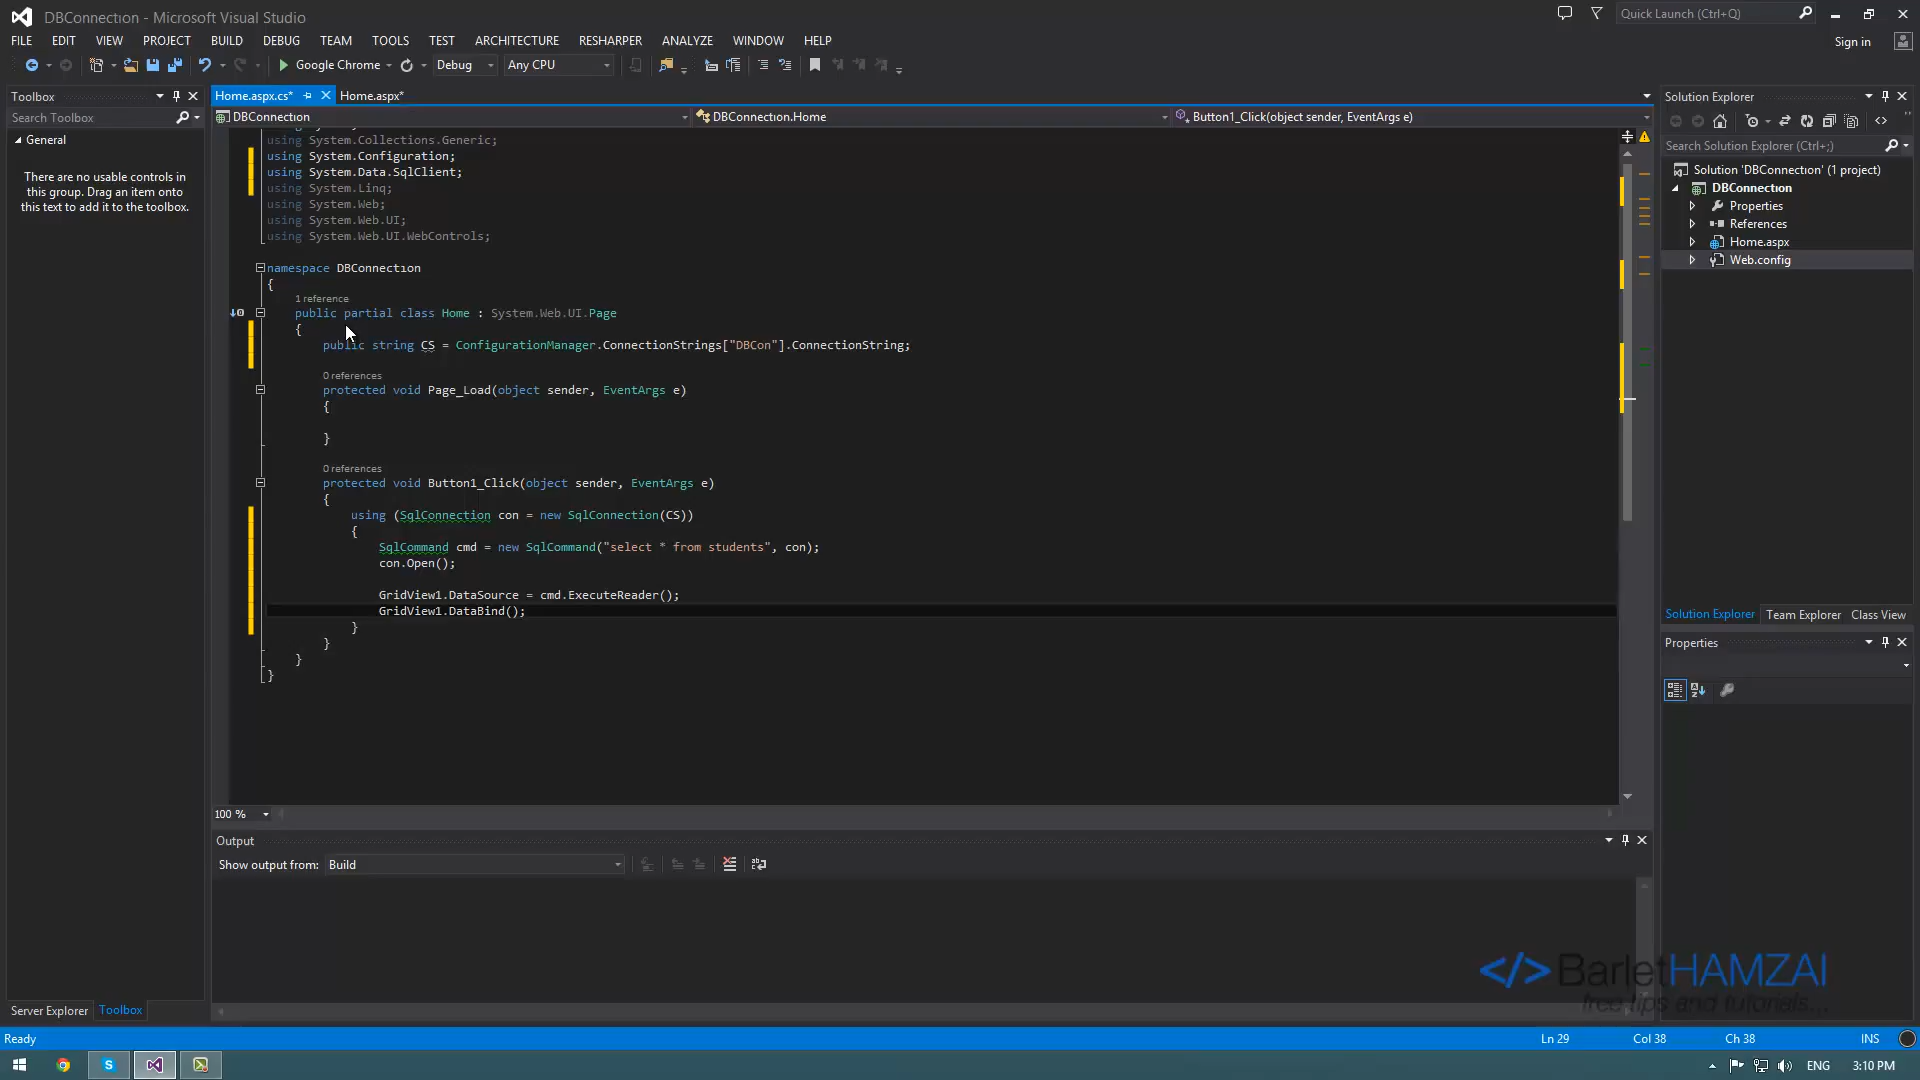 DBConnection - Microsoft Visual Studio
Quick Launch (Ctrl+Q)
FILE EDIT VIEW PROJECT BUILD DEBUG TEAM TOOLS TEST ARCHITECTURE RESHARPER ANALYZE WINDOW HELP
Sign in
Google Chrome Debug Any CPU
Toolbox
Search Toolbox
General
There are no usable controls in
this group. Drag an item onto
this text to add it to the toolbox.
Server Explorer Toolbox
Home.aspx.cs* Home.aspx*
DBConnection DBConnection.Home Button1_Click(object sender, EventArgs e)
using System.Collections.Generic;
using System.Configuration;
using System.Data.SqlClient;
using System.Linq;
using System.Web;
using System.Web.UI;
using System.Web.UI.WebControls;
namespace DBConnection
{
1 reference
public partial class Home : System.Web.UI.Page
{
public string CS = ConfigurationManager.ConnectionStrings["DBCon"].ConnectionString;
0 references
protected void Page_Load(object sender, EventArgs e)
{
}
0 references
protected void Button1_Click(object sender, EventArgs e)
{
using (SqlConnection con = new SqlConnection(CS))
{
SqlCommand cmd = new SqlCommand("select * from students", con);
con.Open();
GridView1.DataSource = cmd.ExecuteReader();
GridView1.DataBind();
}
}
}
}
100 %
Output
Show output from: Build
Solution Explorer
Search Solution Explorer (Ctrl+;)
Solution 'DBConnection' (1 project)
DBConnection
Properties
References
Home.aspx
Web.config
Solution Explorer Team Explorer Class View
Properties
</> BarletHAMZAI
free tips and tutorials...
Ready Ln 29 Col 38 Ch 38 INS
ENG 3:10 PM